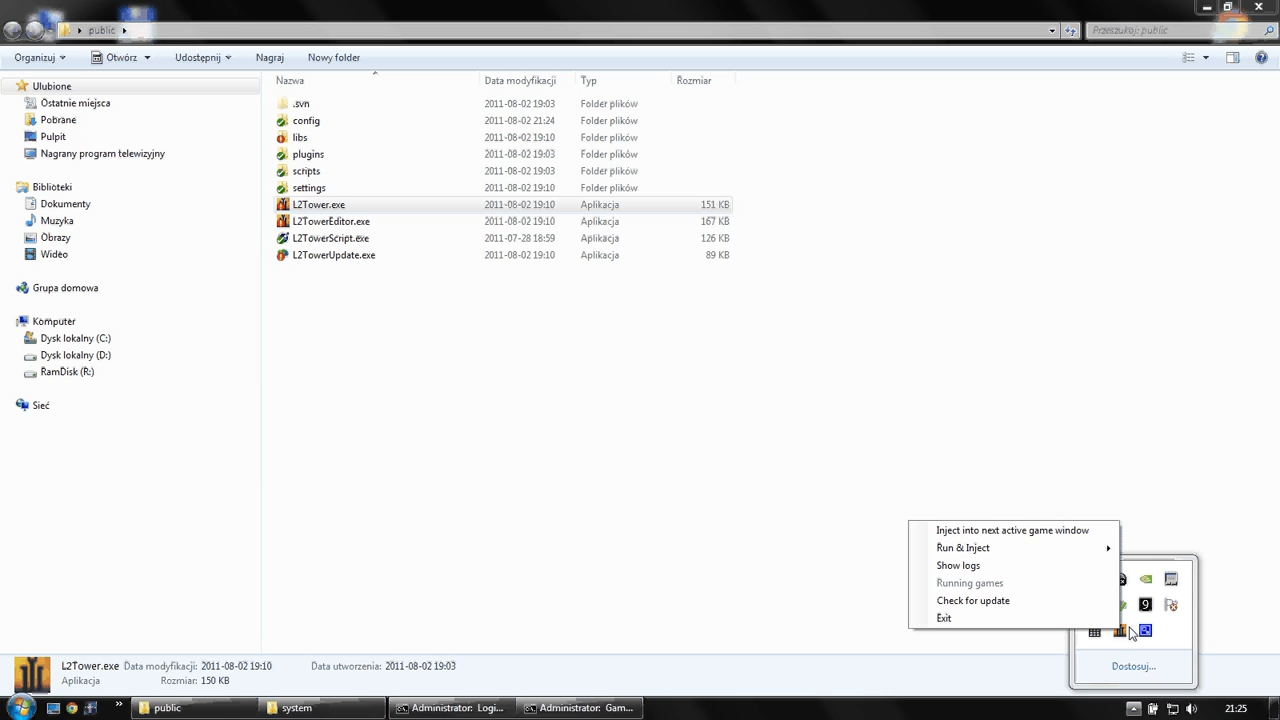 public
Przeszukaj: public
Organizuj
Otwórz
Udostępnij
Nagraj
Nowy folder
Nazwa
Data modyfikacji
Typ
Rozmiar
Ulubione
Ostatnie miejsca
Pobrane
Pulpit
Nagrany program telewizyjny
Biblioteki
Dokumenty
Muzyka
Obrazy
Wideo
Grupa domowa
Komputer
Dysk lokalny (C:)
Dysk lokalny (D:)
RamDisk (R:)
Sieć
.svn 2011-08-02 19:03 Folder plików
config 2011-08-02 21:24 Folder plików
libs 2011-08-02 19:10 Folder plików
plugins 2011-08-02 19:03 Folder plików
scripts 2011-08-02 19:03 Folder plików
settings 2011-08-02 19:10 Folder plików
L2Tower.exe 2011-08-02 19:10 Aplikacja 151 KB
L2TowerEditor.exe 2011-08-02 19:10 Aplikacja 167 KB
L2TowerScript.exe 2011-07-28 18:59 Aplikacja 126 KB
L2TowerUpdate.exe 2011-08-02 19:10 Aplikacja 89 KB
Inject into next active game window
Run & Inject
Show logs
Running games
Check for update
Exit
9
Dostosuj...
L2Tower.exe Data modyfikacji: 2011-08-02 19:10 Data utworzenia: 2011-08-02 19:03
Aplikacja Rozmiar: 150 KB
public
system
Administrator: Logi...
Administrator: Gam...
21:25